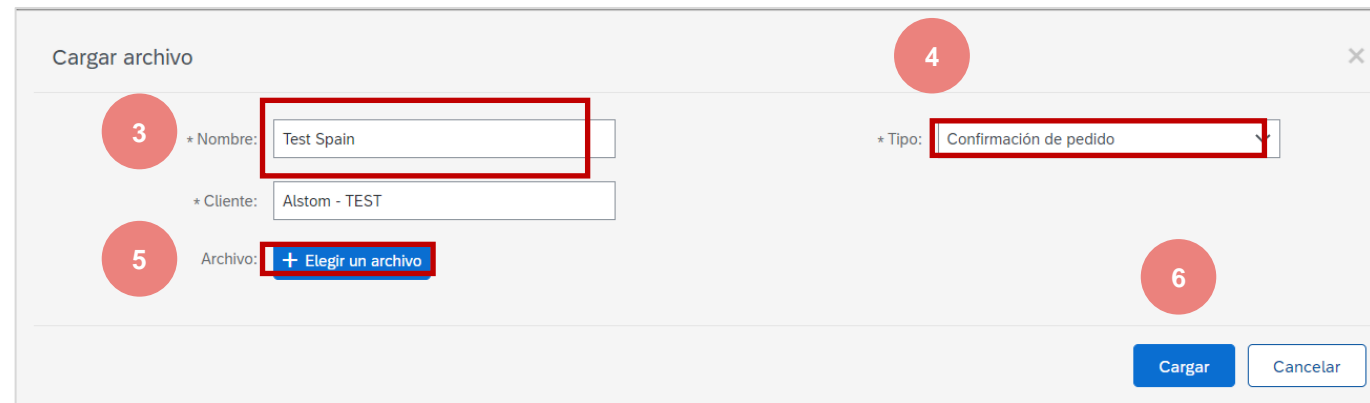 Cargar archivo
4
×
3
* Nombre: Test Spain
* Tipo: Confirmación de pedido
* Cliente: Alstom - TEST
5
Archivo: + Elegir un archivo
6
Cargar Cancelar